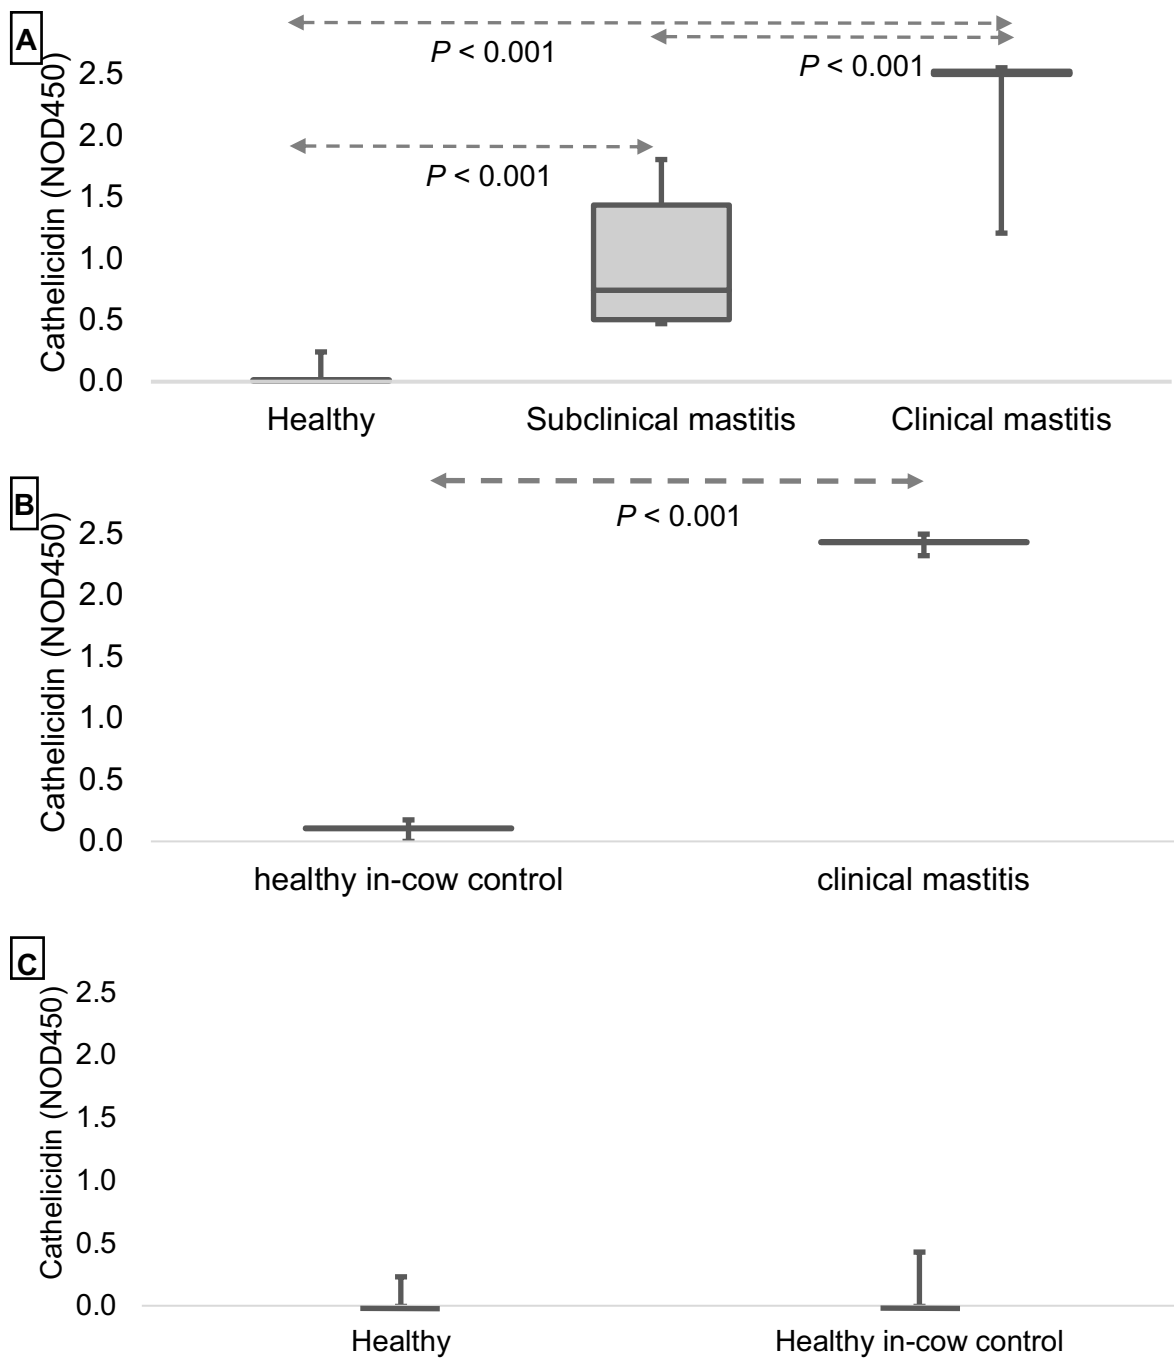 A
P < 0.001
P < 0.001
P < 0.001
Cathelicidin (NOD450)
2.5
2.0
1.5
1.0
0.5
0.0
Healthy Subclinical mastitis Clinical mastitis
B
P < 0.001
Cathelicidin (NOD450)
2.5
2.0
1.5
1.0
0.5
0.0
healthy in-cow control clinical mastitis
C
Cathelicidin (NOD450)
2.5
2.0
1.5
1.0
0.5
0.0
Healthy Healthy in-cow control